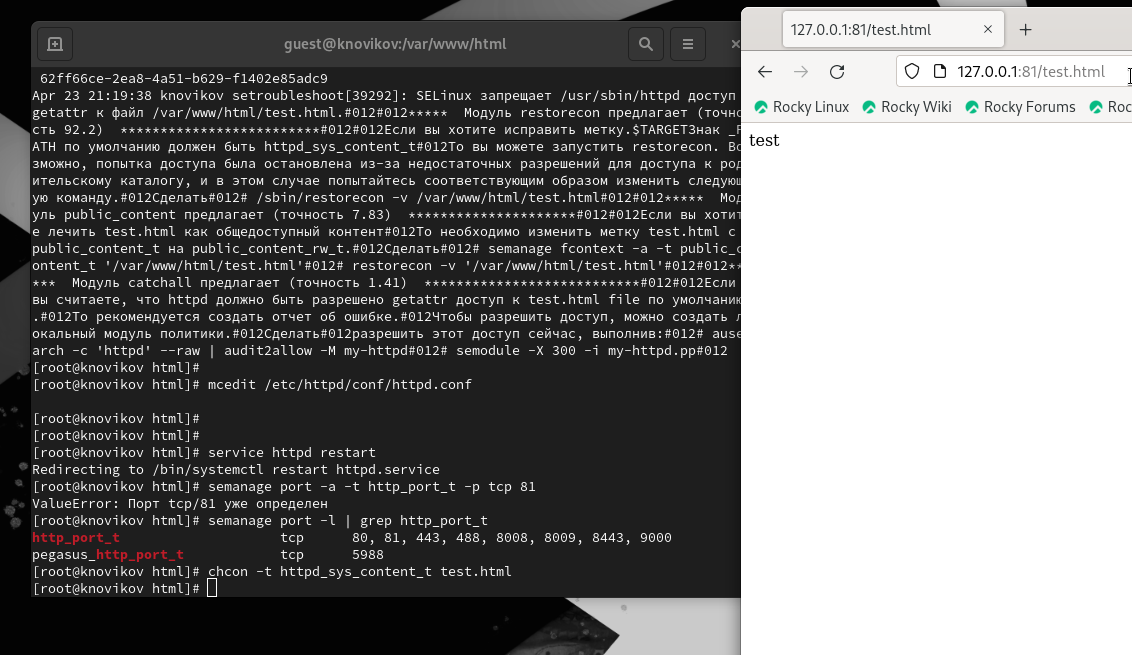 guest@knovikov:/var/www/html
62ff66ce-2ea8-4a51-b629-f1402e85adc9
Apr 23 21:19:38 knovikov setroubleshoot[39292]: SELinux запрещает /usr/sbin/httpd доступ
getattr к файл /var/www/html/test.html.#012#012*****  Модуль restorecon предлагает (точно
сть 92.2)  *************************#012#012Если вы хотите исправить метку.$TARGETЗнак _P
ATH по умолчанию должен быть httpd_sys_content_t#012То вы можете запустить restorecon. Во
зможно, попытка доступа была остановлена из-за недостаточных разрешений для доступа к род
ительскому каталогу, и в этом случае попытайтесь соответствующим образом изменить следующ
ую команду.#012Сделать#012# /sbin/restorecon -v /var/www/html/test.html#012#012*****  Мод
уль public_content предлагает (точность 7.83)  *********************#012#012Если вы хотит
е лечить test.html как общедоступный контент#012То необходимо изменить метку test.html с
public_content_t на public_content_rw_t.#012Сделать#012# semanage fcontext -a -t public_c
ontent_t '/var/www/html/test.html'#012# restorecon -v '/var/www/html/test.html'#012#012**
***  Модуль catchall предлагает (точность 1.41)  ***************************#012#012Если
вы считаете, что httpd должно быть разрешено getattr доступ к test.html file по умолчанию
.#012То рекомендуется создать отчет об ошибке.#012Чтобы разрешить доступ, можно создать л
окальный модуль политики.#012Сделать#012разрешить этот доступ сейчас, выполнив:#012# ause
arch -c 'httpd' --raw | audit2allow -M my-httpd#012# semodule -X 300 -i my-httpd.pp#012
[root@knovikov html]#
[root@knovikov html]# mcedit /etc/httpd/conf/httpd.conf
[root@knovikov html]#
[root@knovikov html]#
[root@knovikov html]# service httpd restart
Redirecting to /bin/systemctl restart httpd.service
[root@knovikov html]# semanage port -a -t http_port_t -p tcp 81
ValueError: Порт tcp/81 уже определен
[root@knovikov html]# semanage port -l | grep http_port_t
http_port_t                    tcp      80, 81, 443, 488, 8008, 8009, 8443, 9000
pegasus_http_port_t            tcp      5988
[root@knovikov html]# chcon -t httpd_sys_content_t test.html
[root@knovikov html]#
127.0.0.1:81/test.html
127.0.0.1:81/test.html
Rocky Linux Rocky Wiki Rocky Forums Roc
test